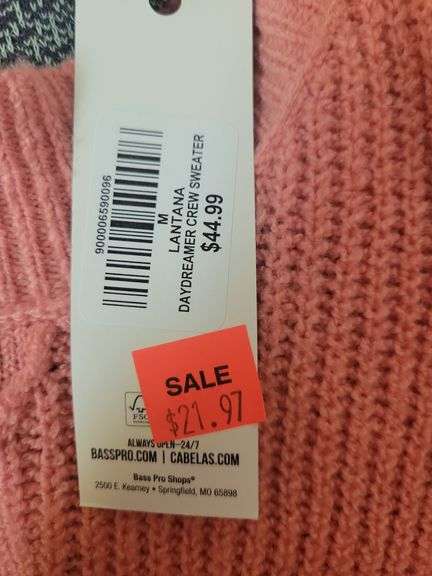 900006590096
M
LANTANA
DAYDREAMER CREW SWEATER
$44.99
SALE
$21.97
FSC
ALWAYS OPEN-24/7
BASSPRO.COM | CABELAS.COM
Bass Pro Shops®
2500 E. Kearney • Springfield, MO 65898